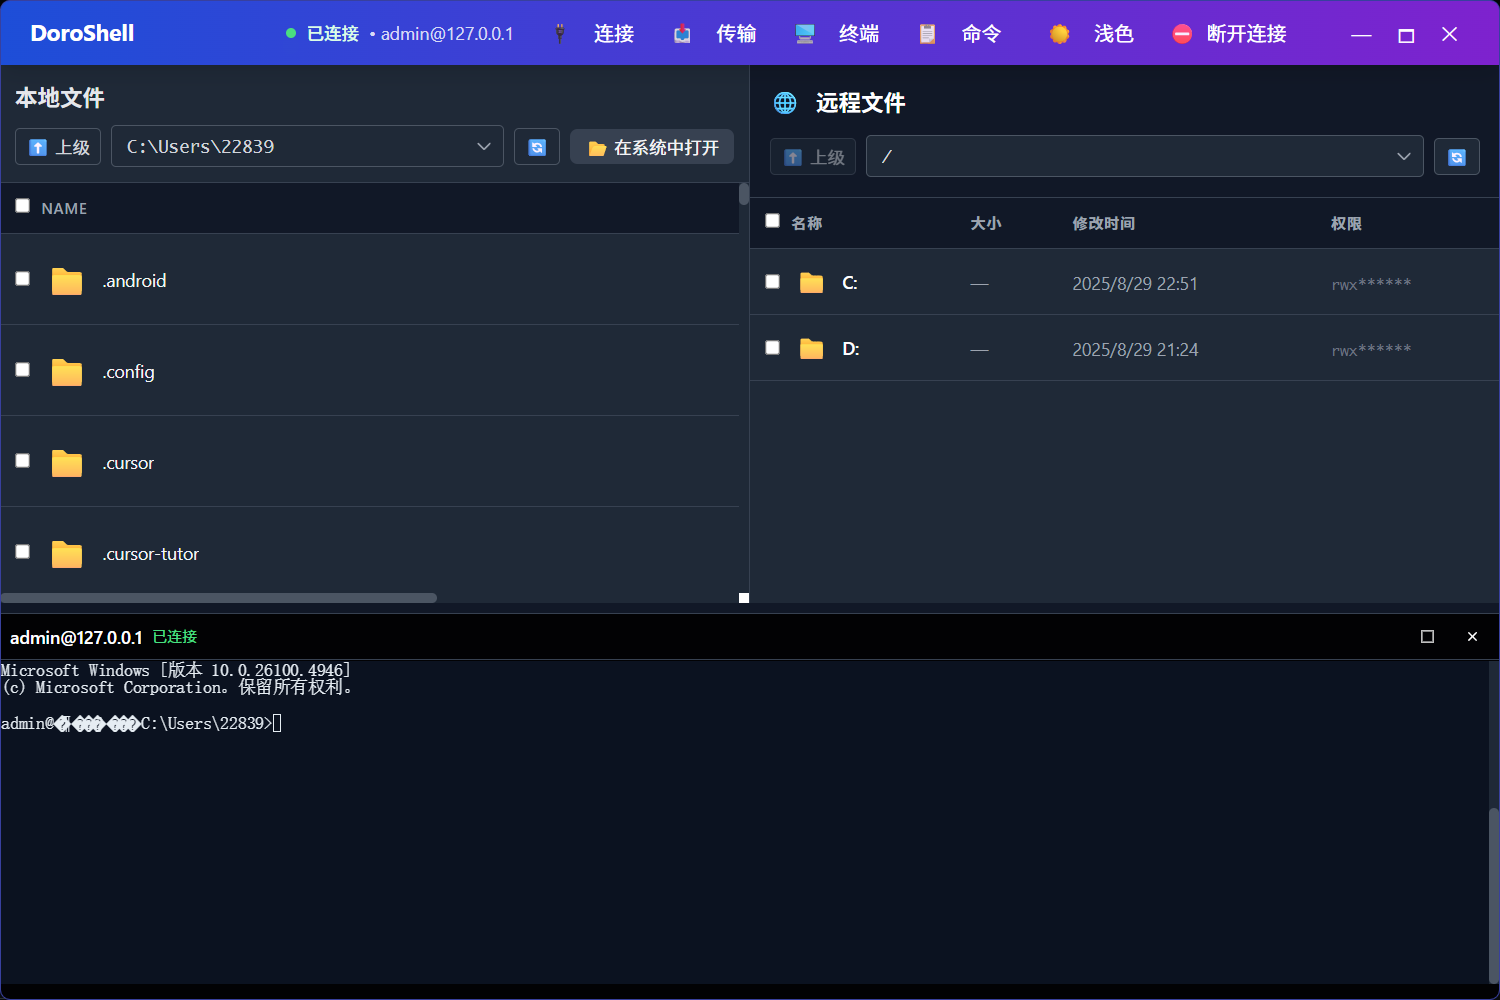 DoroShell
已连接 • admin@127.0.0.1
连接
传输
终端
命令
浅色
断开连接
本地文件
上级
C:\Users\22839
在系统中打开
NAME
.android
.config
.cursor
.cursor-tutor
远程文件
上级
/
名称 大小 修改时间 权限
C: — 2025/8/29 22:51 rwx******
D: — 2025/8/29 21:24 rwx******
admin@127.0.0.1 已连接
Microsoft Windows [版本 10.0.26100.4946]
(c) Microsoft Corporation。保留所有权利。
admin@ C:\Users\22839>